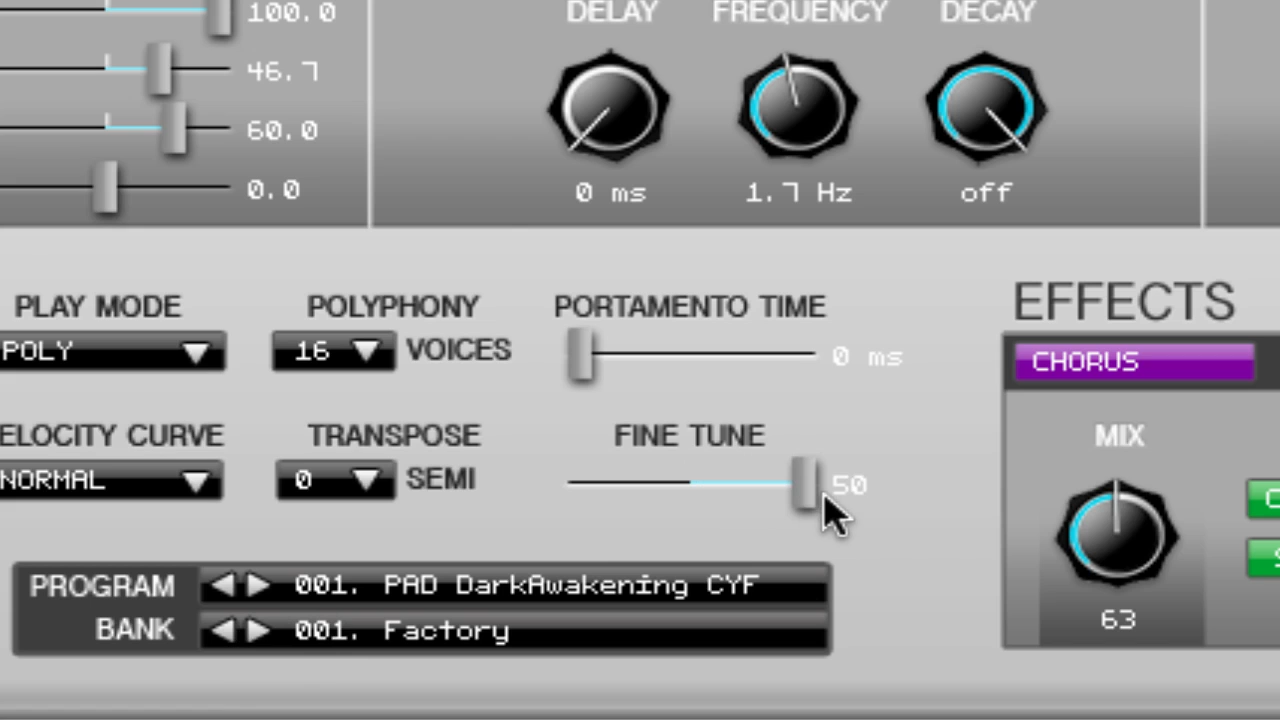 100.0
DELAY FREQUENCY DECAY
46.7
60.0
0.0
0 ms 1.7 Hz off
PLAY MODE POLYPHONY PORTAMENTO TIME
EFFECTS
POLY 16 VOICES 0 ms
CHORUS
ELOCITY CURVE TRANSPOSE FINE TUNE
MIX
NORMAL 0 SEMI 50
PROGRAM 001. PAD DarkAwakening CYF
BANK 001. Factory
63